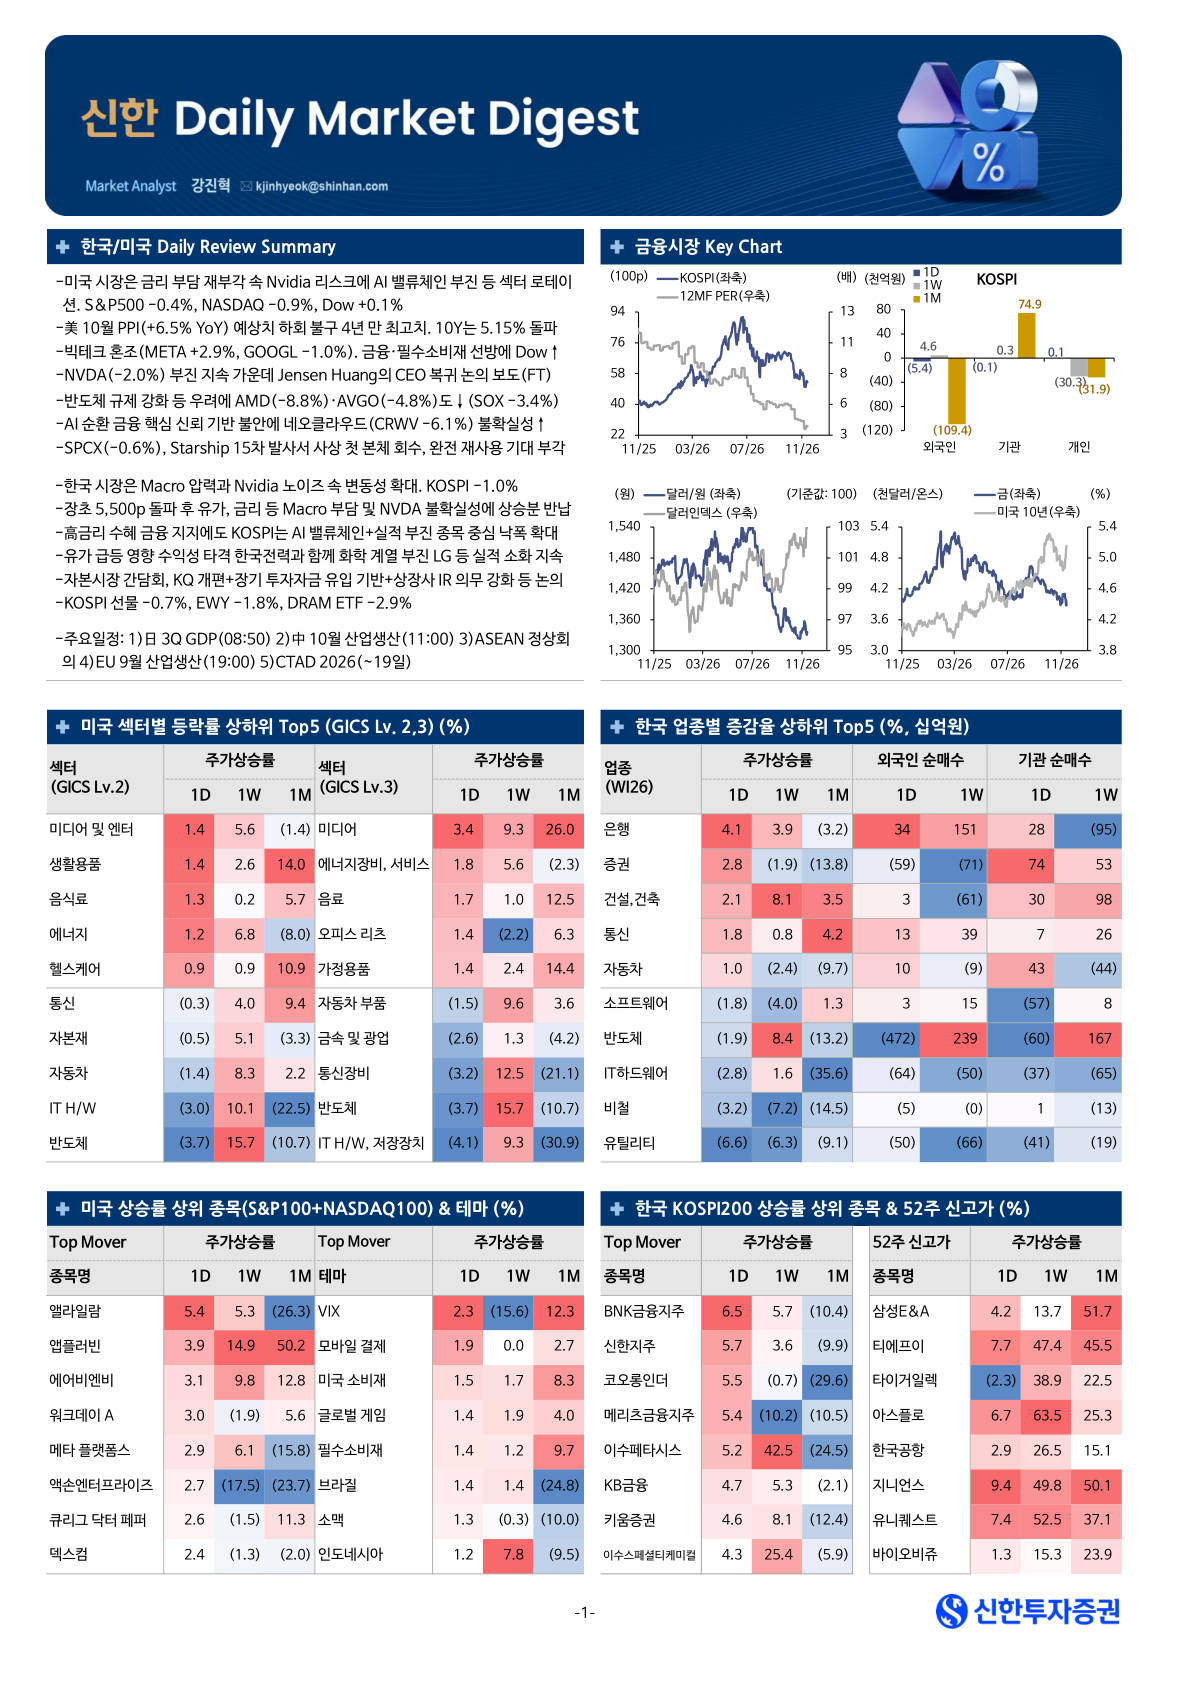 신한 Daily Market Digest
Market Analyst 강진혁 kjinhyeok@shinhan.com
한국/미국 Daily Review Summary
-미국 시장은 금리 부담 재부각 속 Nvidia 리스크에 AI 밸류체인 부진 등 섹터 로테이
션. S&P500 -0.4%, NASDAQ -0.9%, Dow +0.1%
-美 10월 PPI(+6.5% YoY) 예상치 하회 불구 4년 만 최고치. 10Y는 5.15% 돌파
-빅테크 혼조(META +2.9%, GOOGL -1.0%). 금융·필수소비재 선방에 Dow↑
-NVDA(-2.0%) 부진 지속 가운데 Jensen Huang의 CEO 복귀 논의 보도(FT)
-반도체 규제 강화 등 우려에 AMD(-8.8%)·AVGO(-4.8%)도↓(SOX -3.4%)
-AI 순환 금융 핵심 신뢰 기반 불안에 네오클라우드(CRWV -6.1%) 불확실성↑
-SPCX(-0.6%), Starship 15차 발사서 사상 첫 본체 회수, 완전 재사용 기대 부각
-한국 시장은 Macro 압력과 Nvidia 노이즈 속 변동성 확대. KOSPI -1.0%
-장초 5,500p 돌파 후 유가, 금리 등 Macro 부담 및 NVDA 불확실성에 상승분 반납
-高금리 수혜 금융 지지에도 KOSPI는 AI 밸류체인+실적 부진 종목 중심 낙폭 확대
-유가 급등 영향 수익성 타격 한국전력과 함께 화학 계열 부진 LG 등 실적 소화 지속
-자본시장 간담회, KQ 개편+장기 투자자금 유입 기반+상장사 IR 의무 강화 등 논의
-KOSPI 선물 -0.7%, EWY -1.8%, DRAM ETF -2.9%
-주요일정: 1)日 3Q GDP(08:50) 2)中 10월 산업생산(11:00) 3)ASEAN 정상회
의 4)EU 9월 산업생산(19:00) 5)CTAD 2026(~19일)
금융시장 Key Chart
(100p) KOSPI(좌축) (배)
12MF PER(우축)
94 13
76 11
58 8
40 6
22 3
11/25 03/26 07/26 11/26
(천억원) 1D KOSPI
1W
1M
80
40
0
(40)
(80)
(120)
(5.4) 4.6 (109.4)
(0.1) 0.3 74.9
0.1 (30.3) (31.9)
외국인 기관 개인
(원) 달러/원 (좌축) (기준값: 100)
달러인덱스 (우축)
1,540 103
1,480 101
1,420 99
1,360 97
1,300 95
11/25 03/26 07/26 11/26
(천달러/온스) 금(좌축) (%)
미국 10년(우축)
5.4 5.4
4.8 5.0
4.2 4.6
3.6 4.2
3.0 3.8
11/25 03/26 07/26 11/26
미국 섹터별 등락률 상하위 Top5 (GICS Lv. 2,3) (%)
섹터 (GICS Lv.2) 주가상승률 섹터 (GICS Lv.3) 주가상승률
1D 1W 1M 1D 1W 1M
미디어 및 엔터 1.4 5.6 (1.4) 미디어 3.4 9.3 26.0
생활용품 1.4 2.6 14.0 에너지장비, 서비스 1.8 5.6 (2.3)
음식료 1.3 0.2 5.7 음료 1.7 1.0 12.5
에너지 1.2 6.8 (8.0) 오피스 리츠 1.4 (2.2) 6.3
헬스케어 0.9 0.9 10.9 가정용품 1.4 2.4 14.4
통신 (0.3) 4.0 9.4 자동차 부품 (1.5) 9.6 3.6
자본재 (0.5) 5.1 (3.3) 금속 및 광업 (2.6) 1.3 (4.2)
자동차 (1.4) 8.3 2.2 통신장비 (3.2) 12.5 (21.1)
IT H/W (3.0) 10.1 (22.5) 반도체 (3.7) 15.7 (10.7)
반도체 (3.7) 15.7 (10.7) IT H/W, 저장장치 (4.1) 9.3 (30.9)
한국 업종별 증감율 상하위 Top5 (%, 십억원)
업종 (WI26) 주가상승률 외국인 순매수 기관 순매수
1D 1W 1M 1D 1W 1D 1W
은행 4.1 3.9 (3.2) 34 151 28 (95)
증권 2.8 (1.9) (13.8) (59) (71) 74 53
건설,건축 2.1 8.1 3.5 3 (61) 30 98
통신 1.8 0.8 4.2 13 39 7 26
자동차 1.0 (2.4) (9.7) 10 (9) 43 (44)
소프트웨어 (1.8) (4.0) 1.3 3 15 (57) 8
반도체 (1.9) 8.4 (13.2) (472) 239 (60) 167
IT하드웨어 (2.8) 1.6 (35.6) (64) (50) (37) (65)
비철 (3.2) (7.2) (14.5) (5) (0) 1 (13)
유틸리티 (6.6) (6.3) (9.1) (50) (66) (41) (19)
미국 상승률 상위 종목(S&P100+NASDAQ100) & 테마 (%)
Top Mover 주가상승률 Top Mover 주가상승률
종목명 1D 1W 1M 테마 1D 1W 1M
앨라일람 5.4 5.3 (26.3) VIX 2.3 (15.6) 12.3
앱플러빈 3.9 14.9 50.2 모바일 결제 1.9 0.0 2.7
에어비엔비 3.1 9.8 12.8 미국 소비재 1.5 1.7 8.3
워크데이 A 3.0 (1.9) 5.6 글로벌 게임 1.4 1.9 4.0
메타 플랫폼스 2.9 6.1 (15.8) 필수소비재 1.4 1.2 9.7
액손엔터프라이즈 2.7 (17.5) (23.7) 브라질 1.4 1.4 (24.8)
큐리그 닥터 페퍼 2.6 (1.5) 11.3 소맥 1.3 (0.3) (10.0)
덱스컴 2.4 (1.3) (2.0) 인도네시아 1.2 7.8 (9.5)
한국 KOSPI200 상승률 상위 종목 & 52주 신고가 (%)
Top Mover 주가상승률 52주 신고가 주가상승률
종목명 1D 1W 1M 종목명 1D 1W 1M
BNK금융지주 6.5 5.7 (10.4) 삼성E&A 4.2 13.7 51.7
신한지주 5.7 3.6 (9.9) 티에프이 7.7 47.4 45.5
코오롱인더 5.5 (0.7) (29.6) 타이거일렉 (2.3) 38.9 22.5
메리츠금융지주 5.4 (10.2) (10.5) 아스플로 6.7 63.5 25.3
이수페타시스 5.2 42.5 (24.5) 한국공항 2.9 26.5 15.1
KB금융 4.7 5.3 (2.1) 지니언스 9.4 49.8 50.1
키움증권 4.6 8.1 (12.4) 유니퀘스트 7.4 52.5 37.1
이수스페셜티케미컬 4.3 25.4 (5.9) 바이오비쥬 1.3 15.3 23.9
-1-
신한투자증권